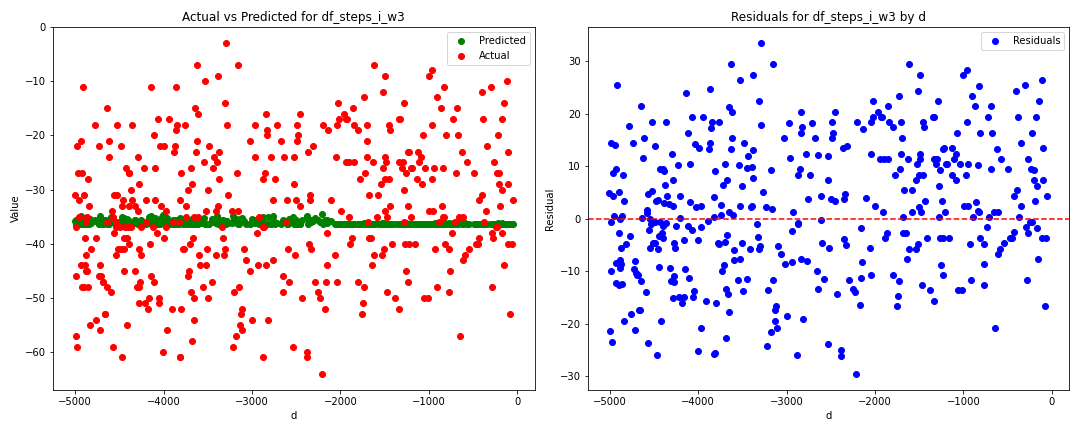 Actual vs Predicted for df_steps_i_w3
Predicted
Actual
0
−10
−20
−30
−40
−50
−60
Value
−5000
−4000
−3000
−2000
−1000
0
d
Residuals for df_steps_i_w3 by d
Residuals
30
20
10
0
−10
−20
−30
Residual
−5000
−4000
−3000
−2000
−1000
0
d